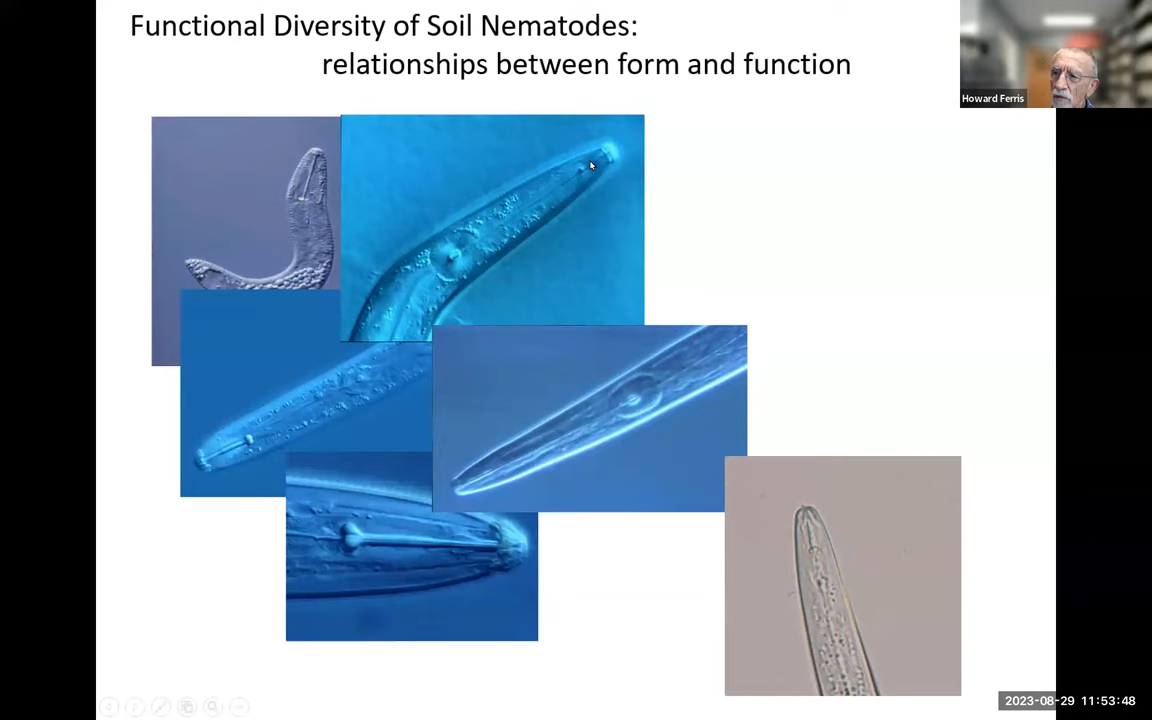 Functional Diversity of Soil Nematodes:
relationships between form and function
Howard Ferris
2023-08-29 11:53:48